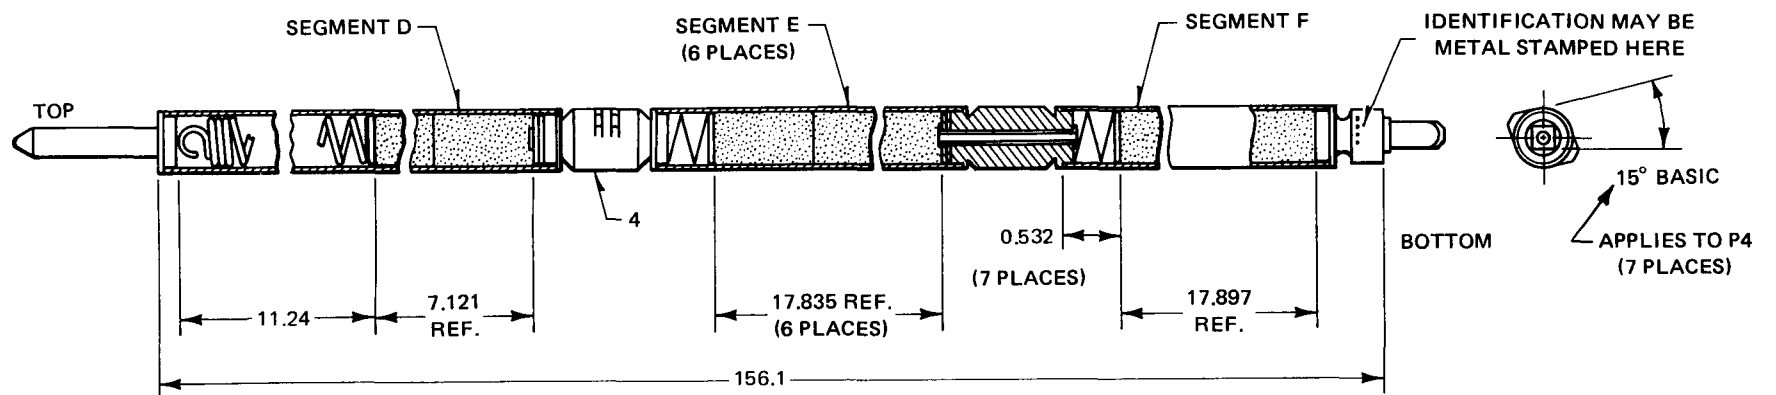 SEGMENT D
SEGMENT E
(6 PLACES)
SEGMENT F
IDENTIFICATION MAY BE
METAL STAMPED HERE
TOP
4
0.532
(7 PLACES)
BOTTOM
15° BASIC
APPLIES TO P4
(7 PLACES)
11.24
7.121
REF.
17.835 REF.
(6 PLACES)
17.897
REF.
156.1